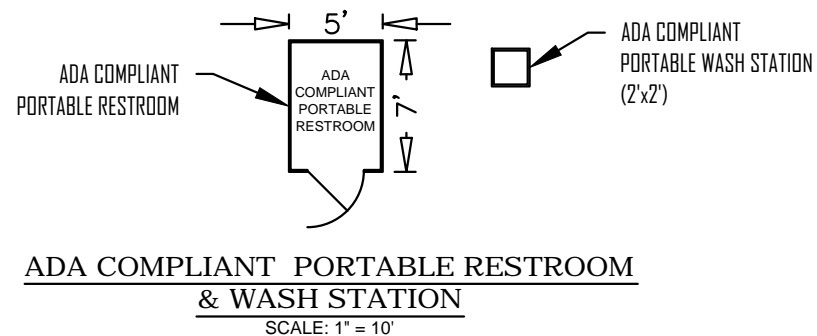 5'
ADA COMPLIANT
PORTABLE RESTROOM
ADA
COMPLIANT
PORTABLE
RESTROOM
7'
ADA COMPLIANT
PORTABLE WASH STATION
(2'x2')
ADA COMPLIANT PORTABLE RESTROOM
& WASH STATION
SCALE: 1" = 10'